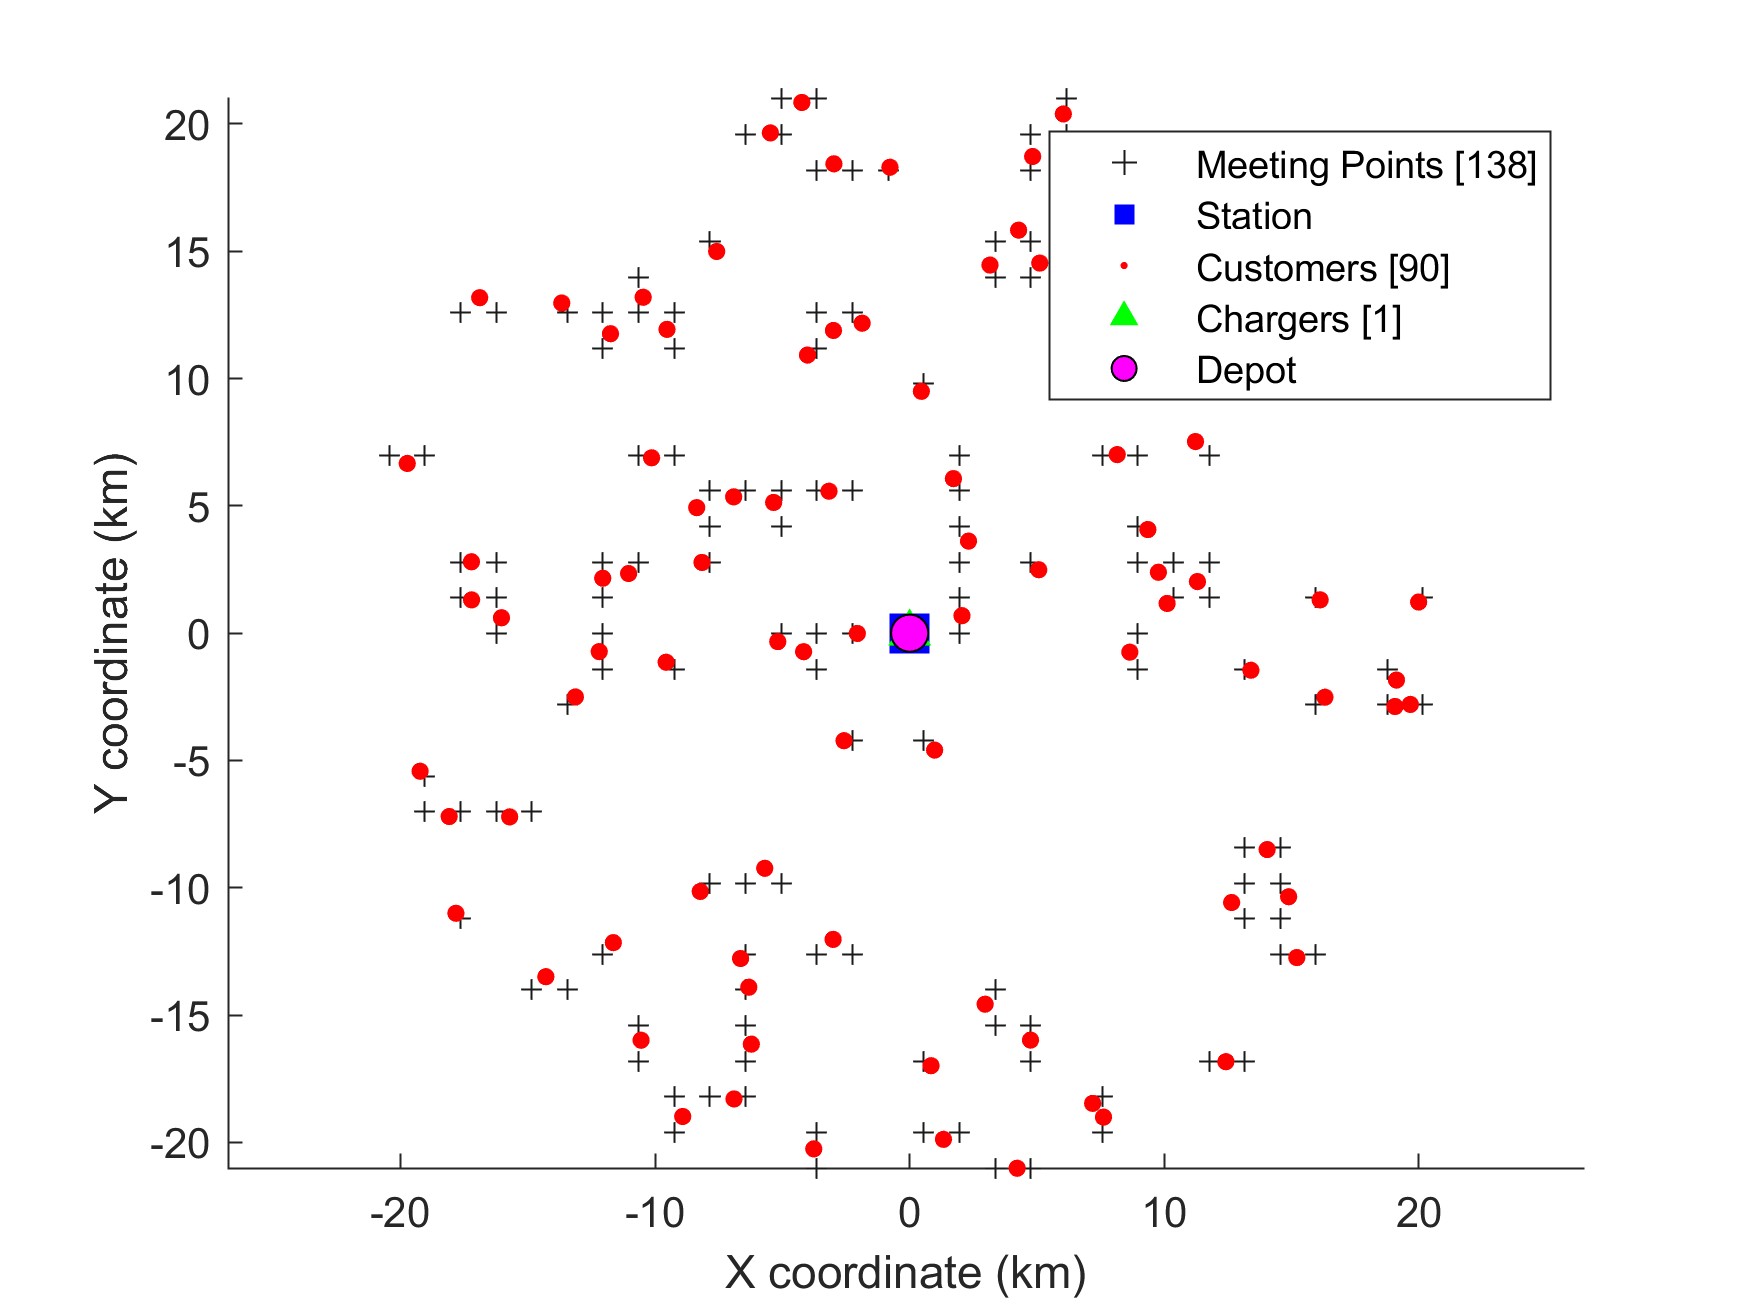 20
15
10
5
0
-5
-10
-15
-20
Y coordinate (km)
Meeting Points [138]
Station
Customers [90]
Chargers [1]
Depot
-20 -10 0 10 20
X coordinate (km)